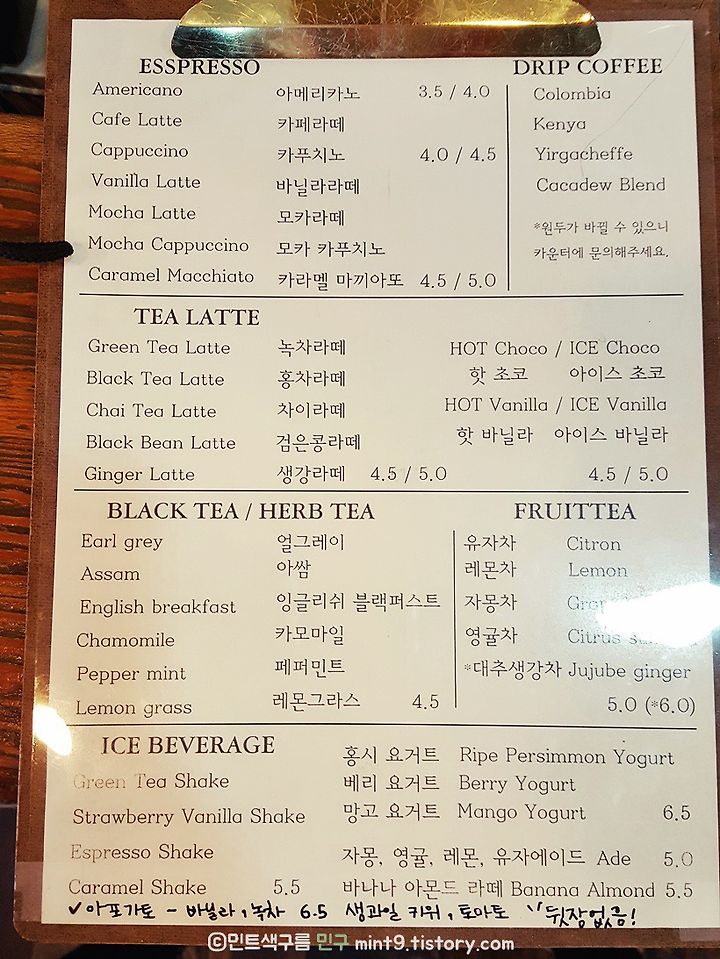 ESSPRESSO
Americano 아메리카노 3.5 / 4.0
Cafe Latte 카페라떼
Cappuccino 카푸치노 4.0 / 4.5
Vanilla Latte 바닐라라떼
Mocha Latte 모카라떼
Mocha Cappuccino 모카 카푸치노
Caramel Macchiato 카라멜 마끼아또 4.5 / 5.0
DRIP COFFEE
Colombia
Kenya
Yirgacheffe
Cacadew Blend
*원두가 바뀔 수 있으니
카운터에 문의해주세요.
TEA LATTE
Green Tea Latte 녹차라떼
Black Tea Latte 홍차라떼
Chai Tea Latte 차이라떼
Black Bean Latte 검은콩라떼
Ginger Latte 생강라떼 4.5 / 5.0
HOT Choco / ICE Choco
핫 초코 아이스 초코
HOT Vanilla / ICE Vanilla
핫 바닐라 아이스 바닐라
4.5 / 5.0
BLACK TEA / HERB TEA
Earl grey 얼그레이
Assam 아쌈
English breakfast 잉글리쉬 블랙퍼스트
Chamomile 카모마일
Pepper mint 페퍼민트
Lemon grass 레몬그라스 4.5
FRUITTEA
유자차 Citron
레몬차 Lemon
자몽차
영귤차 Citrus
*대추생강차 Jujube ginger
5.0 (*6.0)
ICE BEVERAGE
Green Tea Shake
Strawberry Vanilla Shake
Espresso Shake
Caramel Shake 5.5
홍시 요거트 Ripe Persimmon Yogurt
베리 요거트 Berry Yogurt
망고 요거트 Mango Yogurt 6.5
자몽, 영귤, 레몬, 유자에이드 Ade 5.0
바나나 아몬드 라떼 Banana Almond 5.5
✓아포가토 - 바닐라, 녹차 6.5 생과일 키위, 토마토 " 뒷장없음!
ⓒ민트색구름 민구 mint9.tistory.com